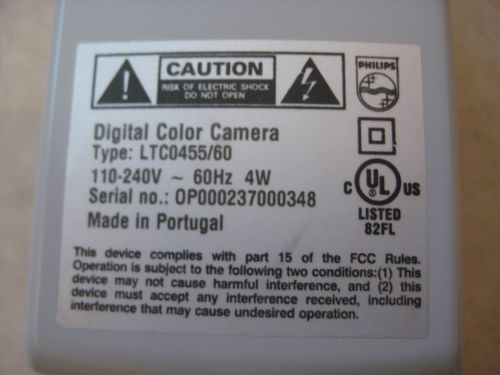 CAUTION
RISK OF ELECTRIC SHOCK
DO NOT OPEN
PHILIPS
Digital Color Camera
Type: LTC0455/60
110-240V ~ 60Hz 4W
Serial no.: OP000237000348
Made in Portugal
C UL US
LISTED
82FL
This device complies with part 15 of the FCC Rules.
Operation is subject to the following two conditions:(1) This
device may not cause harmful interference, and (2) this
device must accept any interference received, including
interference that may cause undesired operation.